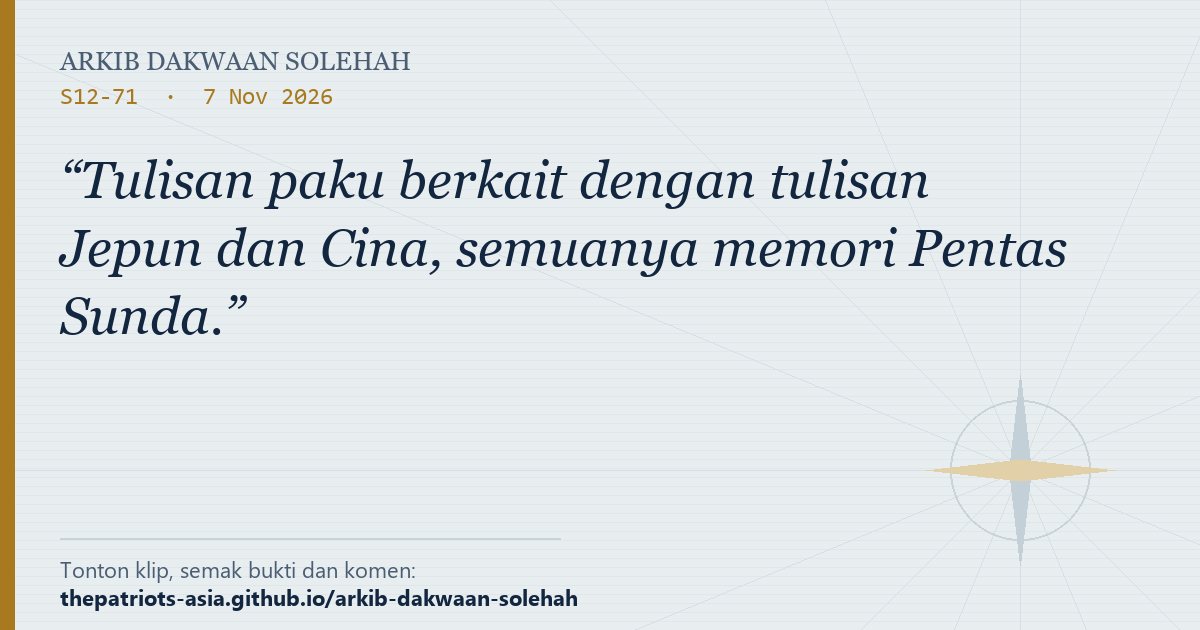 ARKIB DAKWAAN SOLEHAH
S12-71 · 7 Nov 2026
“Tulisan paku berkait dengan tulisan
Jepun dan Cina, semuanya memori Pentas
Sunda.”
Tonton klip, semak bukti dan komen:
thepatriots-asia.github.io/arkib-dakwaan-solehah